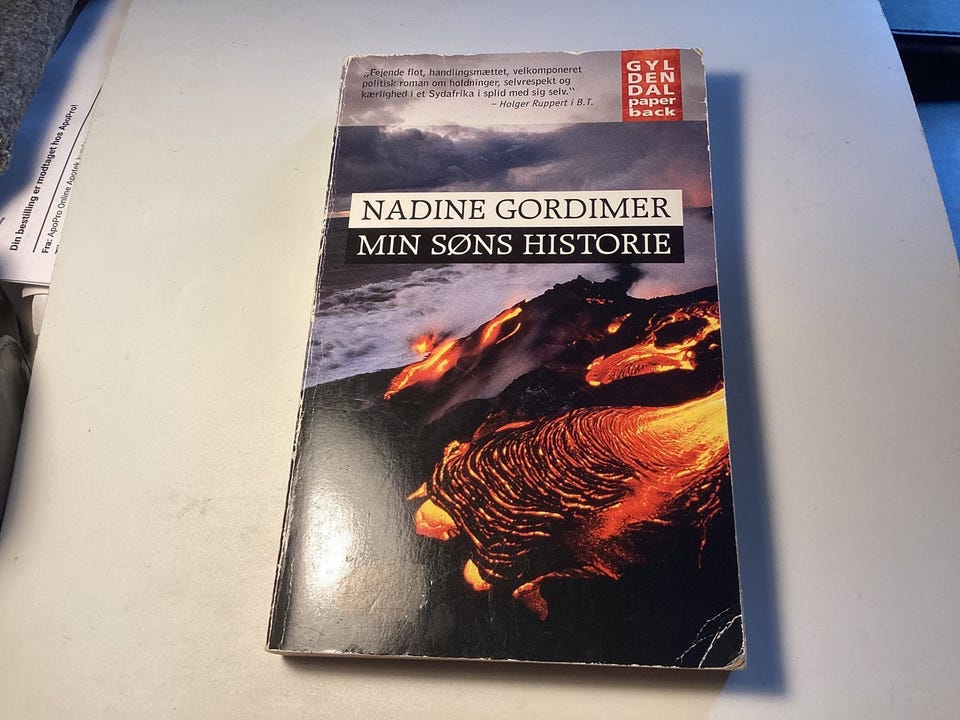 „Fejende flot, handlingsmættet, velkomponeret
politisk roman om holdninger, selvrespekt og
kærlighed i et Sydafrika i splid med sig selv.“
– Holger Ruppert i B.T.
GYL
DEN
DAL
paper
back
NADINE GORDIMER
MIN SØNS HISTORIE
Din bestilling er modtaget hos ApoPro!
Fra: ApoPro Online Apotek